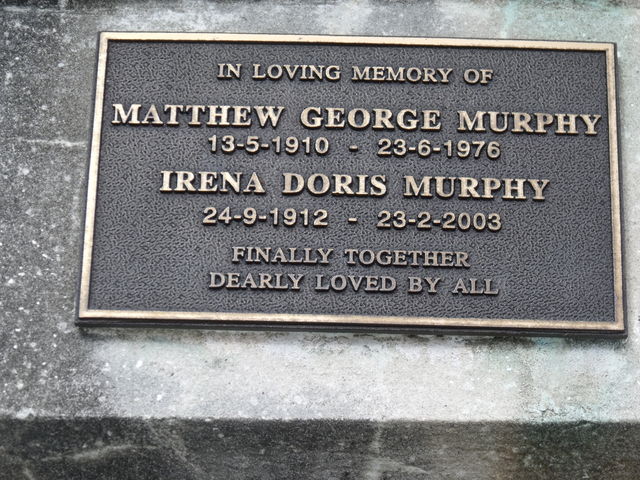 IN LOVING MEMORY OF
MATTHEW GEORGE MURPHY
13-5-1910 - 23-6-1976
IRENA DORIS MURPHY
24-9-1912 - 23-2-2003
FINALLY TOGETHER
DEARLY LOVED BY ALL